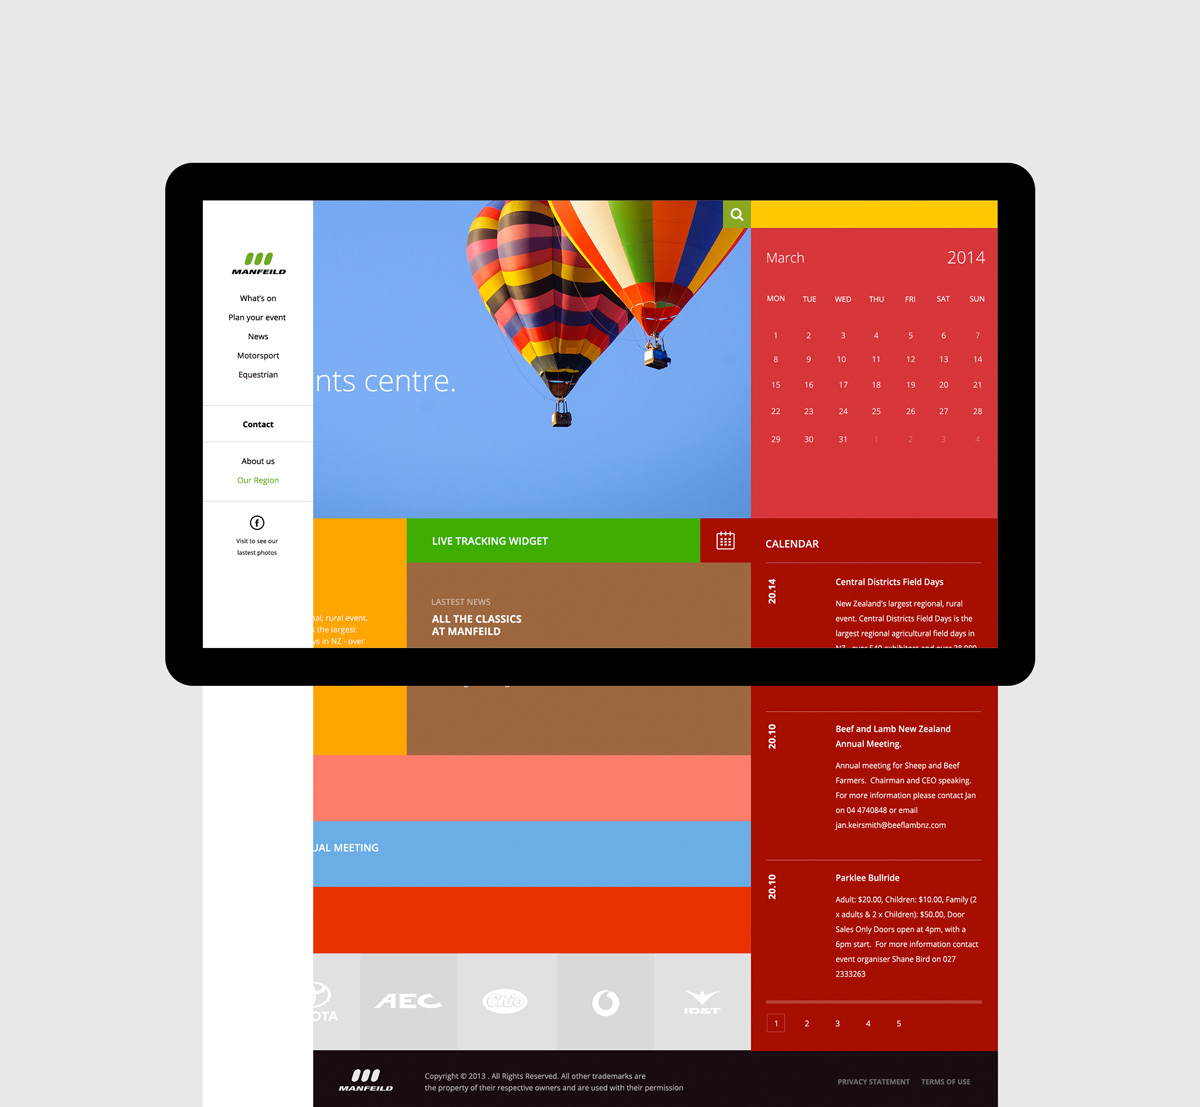 MANFEILD
What's on
Plan your event
News
Motorsport
Equestrian
Contact
About us
Our Region
Visit to see our
lastest photos
nts centre.
March 2014
MON TUE WED THU FRI SAT SUN
1 2 3 4 5 6 7
8 9 10 11 12 13 14
15 16 17 18 19 20 21
22 23 24 25 26 27 28
29 30 31 1 2 3 4
LIVE TRACKING WIDGET
LASTEST NEWS
ALL THE CLASSICS
AT MANFEILD
al, rural event.
s the largest
ys in NZ - over
CALENDAR
20.14
Central Districts Field Days
New Zealand's largest regional, rural
event. Central Districts Field Days is the
largest regional agricultural field days in
NZ - over 540 exhibitors and over 28,000
20.10
Beef and Lamb New Zealand
Annual Meeting.
Annual meeting for Sheep and Beef
Farmers.  Chairman and CEO speaking.
For more information please contact Jan
on 04 4740848 or email
jan.keirsmith@beeflambnz.com
20.10
Parklee Bullride
Adult: $20.00, Children: $10.00, Family (2
x adults & 2 x Children): $50.00, Door
Sales Only Doors open at 4pm, with a
6pm start.  For more information contact
event organiser Shane Bird on 027
2333263
1 2 3 4 5
UAL MEETING
OTA
AEC
Chio
ID&T
MANFEILD
Copyright © 2013 . All Rights Reserved. All other trademarks are
the property of their respective owners and are used with their permission
PRIVACY STATEMENT TERMS OF USE